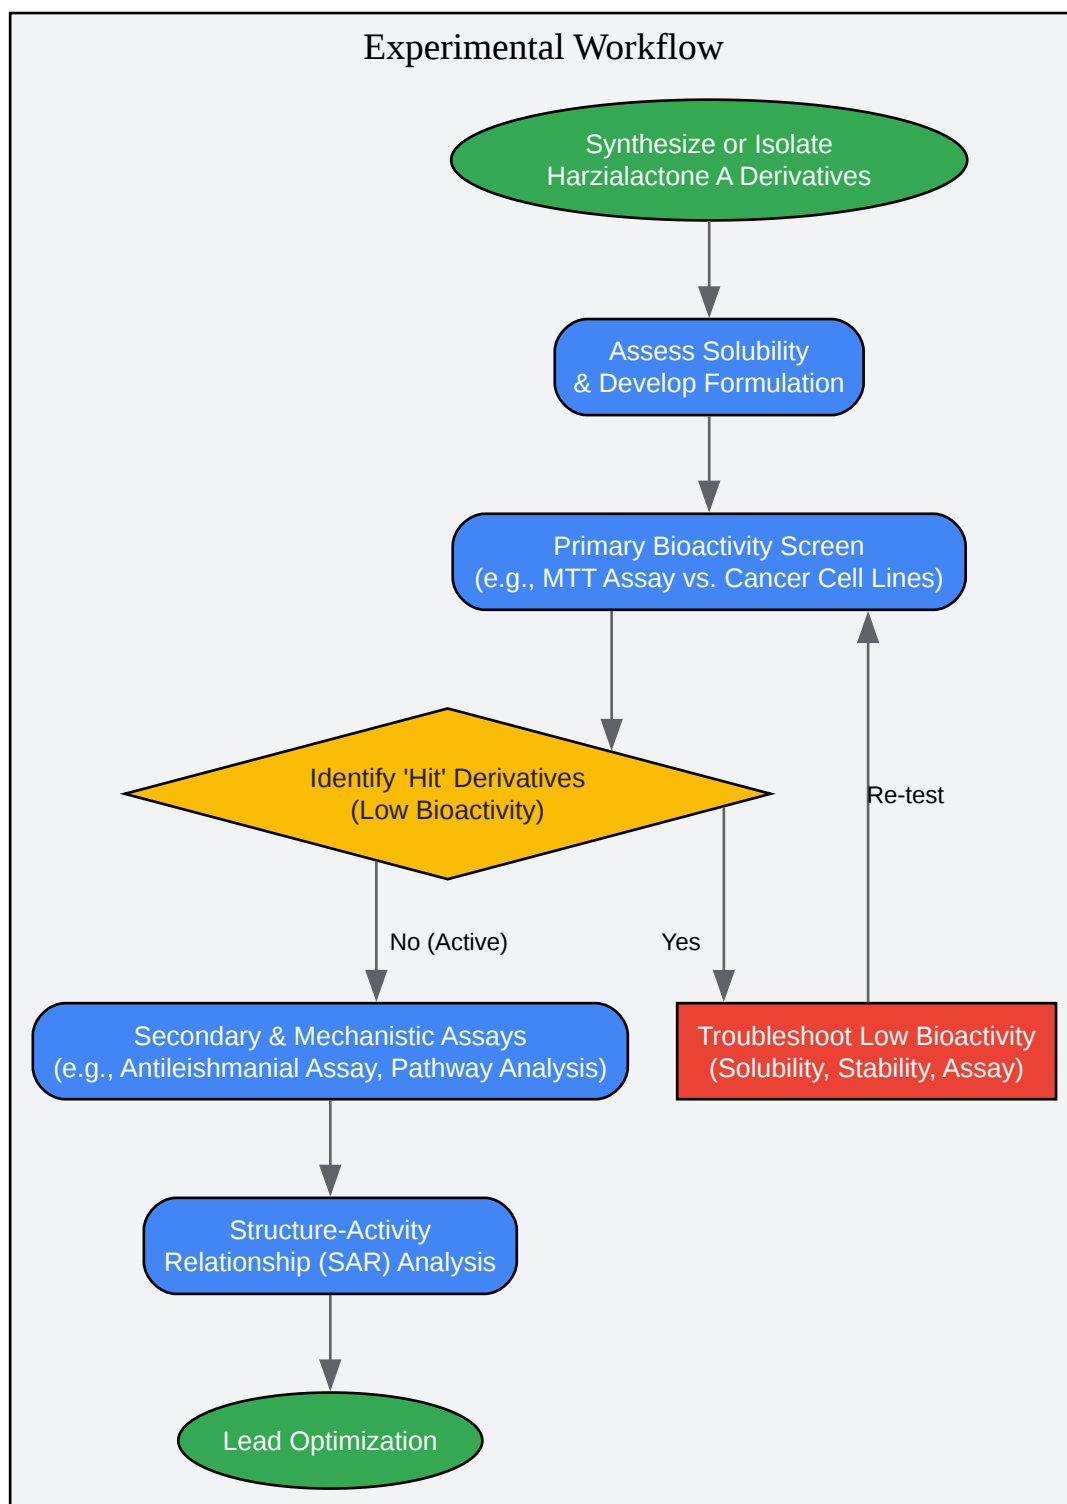 Experimental Workflow
Synthesize or Isolate
Harzialactone A Derivatives
Assess Solubility
& Develop Formulation
Primary Bioactivity Screen
(e.g., MTT Assay vs. Cancer Cell Lines)
Identify 'Hit' Derivatives
(Low Bioactivity)
Re-test
No (Active)
Yes
Secondary & Mechanistic Assays
(e.g., Antileishmanial Assay, Pathway Analysis)
Troubleshoot Low Bioactivity
(Solubility, Stability, Assay)
Structure-Activity
Relationship (SAR) Analysis
Lead Optimization